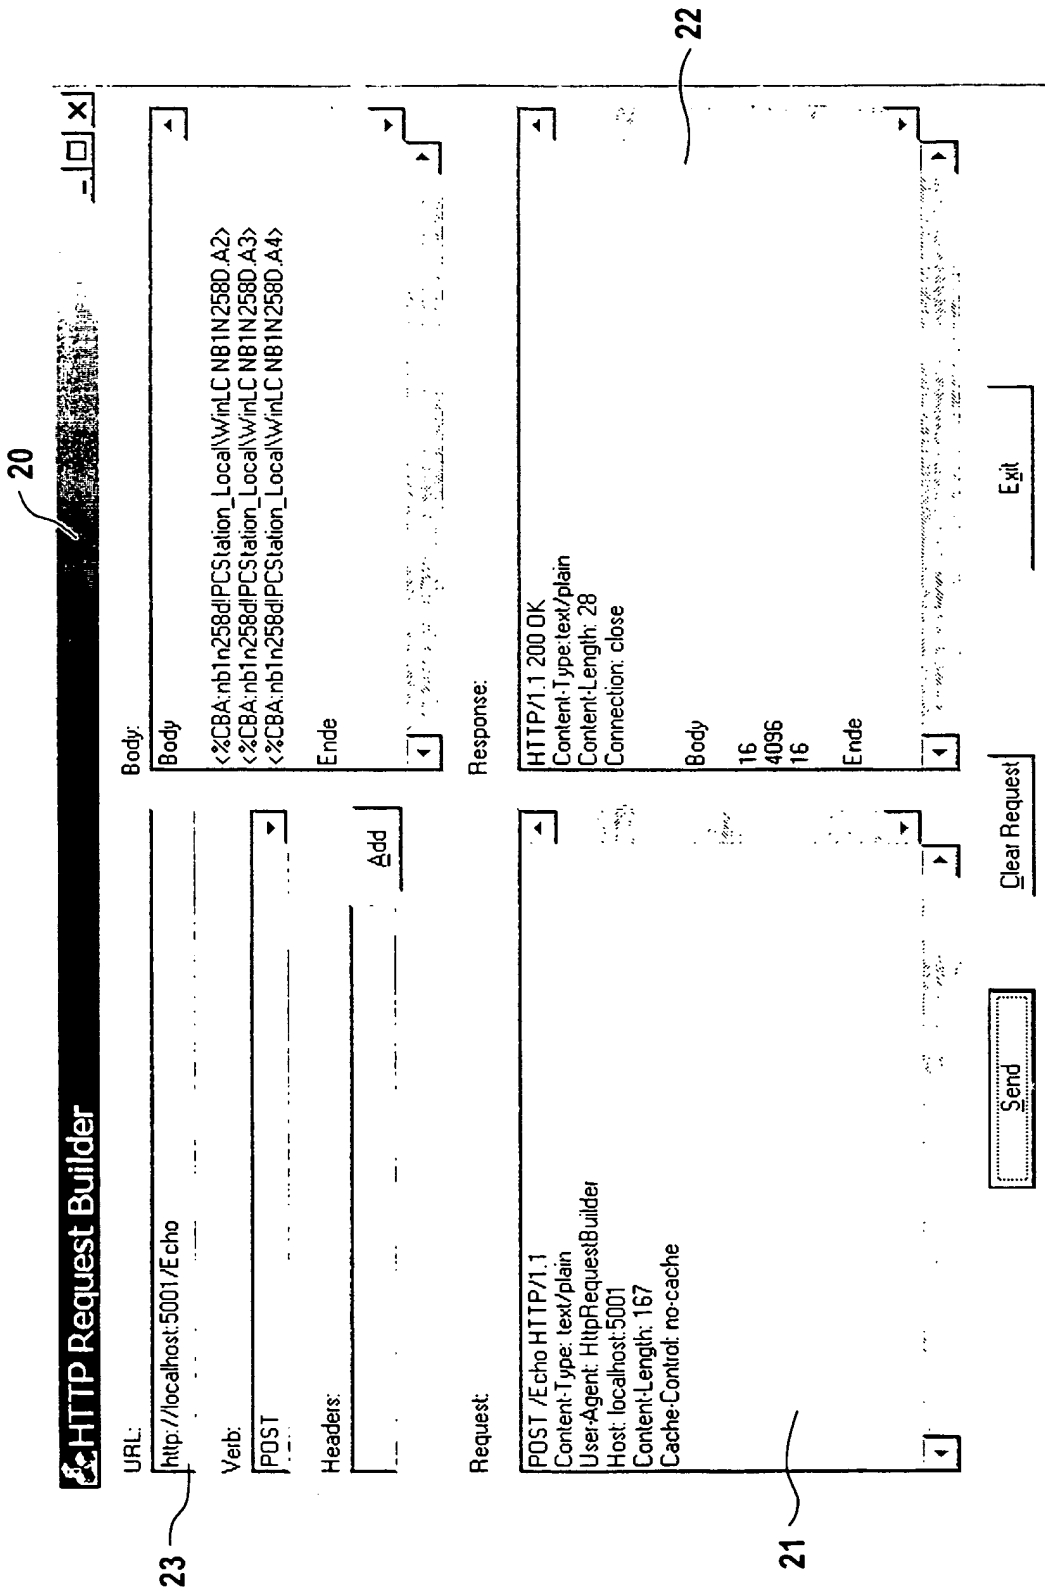 20
HTTP Request Builder
URL:
http://localhost:5001/Echo
23
Verb:
POST
Headers:
Add
Body:
Body
<%CBA:nb1n258d!PCStation_Local\WinLC NB1N258D.A2>
<%CBA:nb1n258d!PCStation_Local\WinLC NB1N258D.A3>
<%CBA:nb1n258d!PCStation_Local\WinLC NB1N258D.A4>
Ende
Request:
POST /Echo HTTP/1.1
Content-Type: text/plain
User-Agent: HttpRequestBuilder
Host: localhost:5001
Content-Length: 167
Cache-Control: no-cache
21
Response:
HTTP/1.1 200 OK
Content-Type:text/plain
Content-Length: 28
Connection: close
Body
16
4096
16
Ende
22
Send
Clear Request
Exit